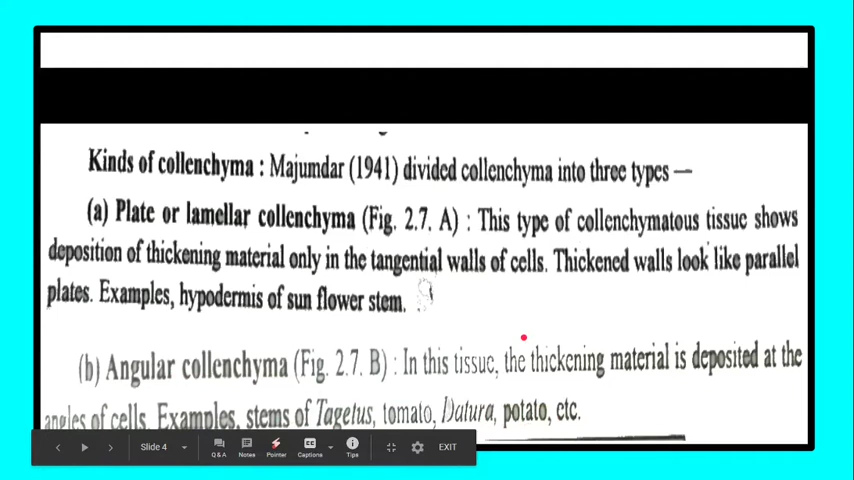 Kinds of collenchyma : Majumdar (1941) divided collenchyma into three types —
(a) Plate or lamellar collenchyma (Fig. 2.7. A) : This type of collenchymatous tissue shows
deposition of thickening material only in the tangential walls of cells. Thickened walls look like parallel
plates. Examples, hypodermis of sun flower stem.
(b) Angular collenchyma (Fig. 2.7. B) : In this tissue, the thickening material is deposited at the
angles of cells. Examples, stems of Tagetus, tomato, Datura, potato, etc.
Slide 4
Q & A Notes Pointer Captions Tips EXIT